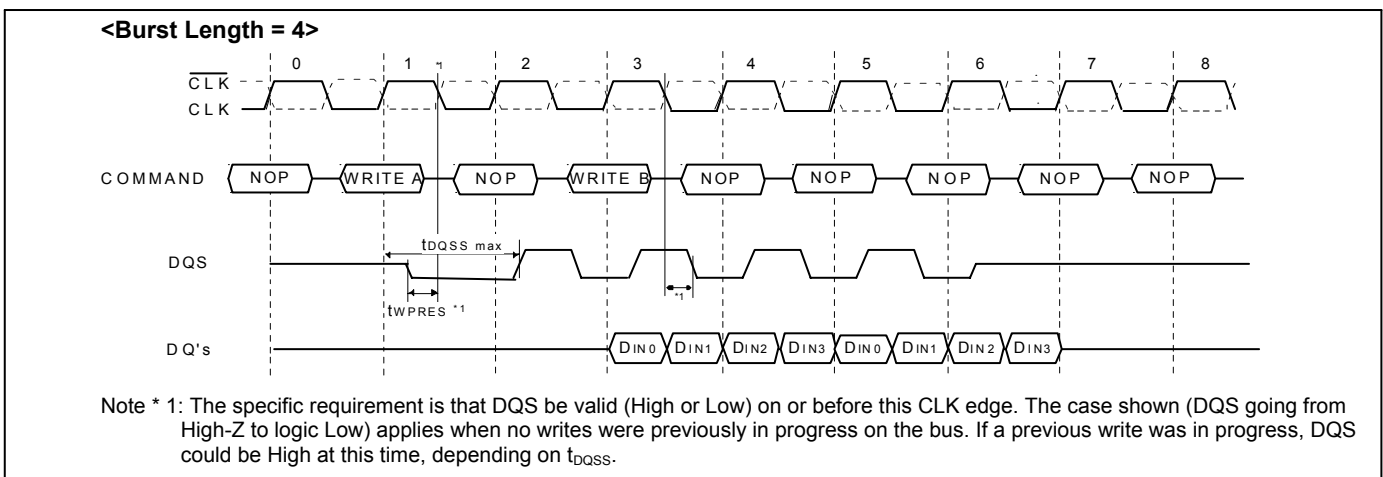 <Burst Length = 4>
0 1 *1 2 3 4 5 6 7 8
CLK
CLK
COMMAND NOP WRITE A NOP WRITE B NOP NOP NOP NOP NOP
tDQSS max
DQS
*1
tWPRES *1
DQ's DIN0 DIN1 DIN2 DIN3 DIN0 DIN1 DIN2 DIN3
Note * 1: The specific requirement is that DQS be valid (High or Low) on or before this CLK edge. The case shown (DQS going from
High-Z to logic Low) applies when no writes were previously in progress on the bus. If a previous write was in progress, DQS
could be High at this time, depending on tDQSS.